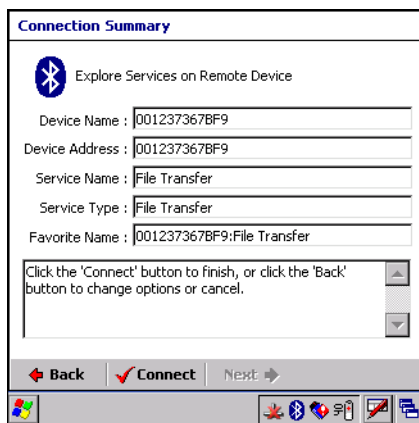 Connection Summary
Explore Services on Remote Device
Device Name : 001237367BF9
Device Address : 001237367BF9
Service Name : File Transfer
Service Type : File Transfer
Favorite Name : 001237367BF9:File Transfer
Click the 'Connect' button to finish, or click the 'Back'
button to change options or cancel.
Back Connect Next